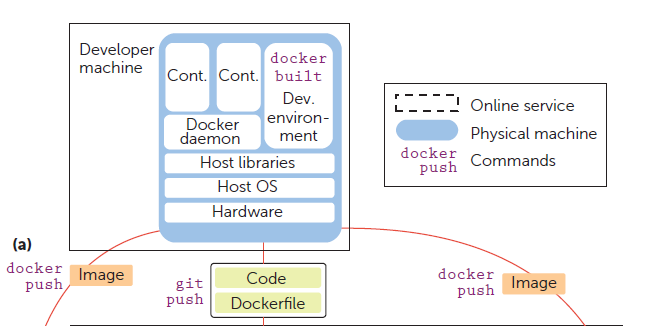 Developer
machine
Cont.
Cont.
docker
built
Dev.
environ-
ment
Docker
daemon
Host libraries
Host OS
Hardware
Online service
Physical machine
docker
push
Commands
(a)
docker
push
Image
git
push
Code
Dockerfile
docker
push
Image